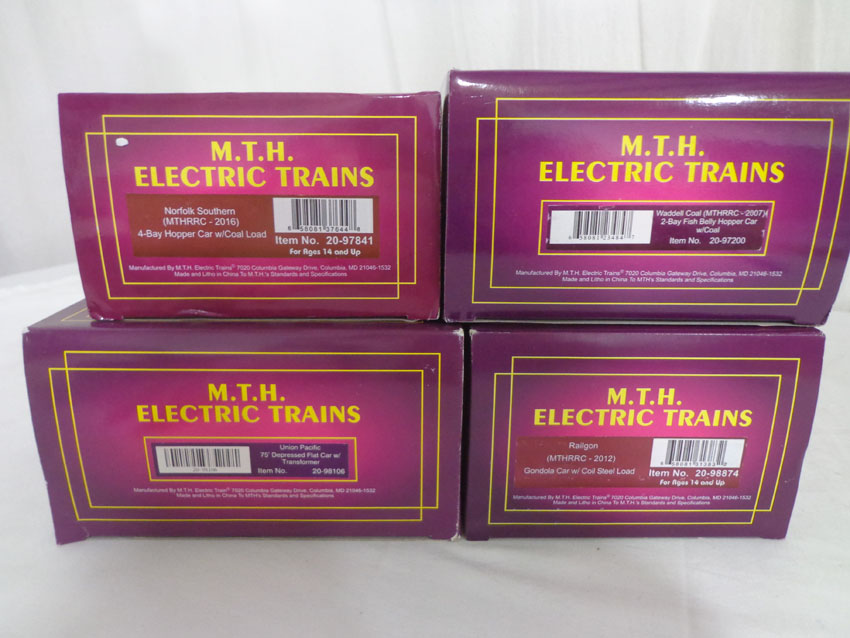 M.T.H.
ELECTRIC TRAINS
Norfolk Southern
(MTHRRC - 2016)
4-Bay Hopper Car w/Coal Load
Item No. 20-97841
For Ages 14 and Up
Manufactured By M.T.H. Electric Trains® 7020 Columbia Gateway Drive, Columbia, MD 21046-1532
Made and Litho in China To M.T.H.'s Standards and Specifications
M.T.H.
ELECTRIC TRAINS
Waddell Coal (MTHRRC - 2007)
2-Bay Fish Belly Hopper Car
w/Coal
Item No. 20-97200
Manufactured By M.T.H. Electric Trains® 7020 Columbia Gateway Drive, Columbia, MD 21046-1532
Made and Litho in China To MTH's Standards and Specifications
M.T.H.
ELECTRIC TRAINS
Union Pacific
75' Depressed Flat Car w/
Transformer
Item No. 20-98106
Manufactured By M.T.H. Electric Train® 7020 Columbia Gateway Drive, Columbia, MD 21046-1532
Made and Litho in China To MTH's Standards and Specifications
M.T.H.
ELECTRIC TRAINS
Railgon
(MTHRRC - 2012)
Gondola Car w/ Coil Steel Load
Item No. 20-98874
For Ages 14 and Up
Manufactured By M.T.H. Electric Trains® 7020 Columbia Gateway Drive, Columbia, MD 21046-1532
Made and Litho in China To M.T.H.'s Standards and Specifications